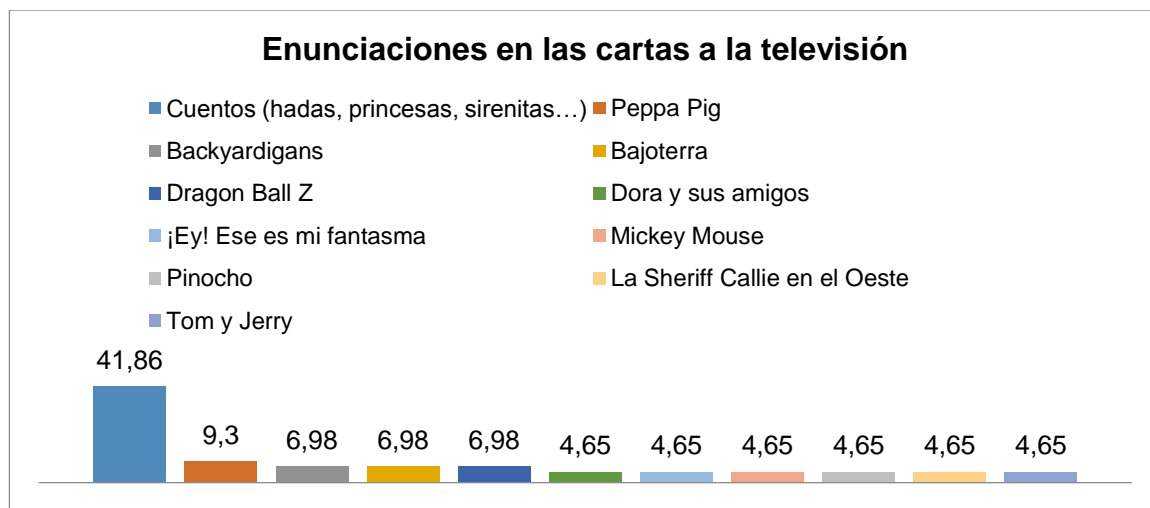 Enunciaciones en las cartas a la televisión
Cuentos (hadas, princesas, sirenitas…) Peppa Pig
Backyardigans Bajoterra
Dragon Ball Z Dora y sus amigos
¡Ey! Ese es mi fantasma Mickey Mouse
Pinocho La Sheriff Callie en el Oeste
Tom y Jerry
41,86 9,3 6,98 6,98 6,98 4,65 4,65 4,65 4,65 4,65 4,65